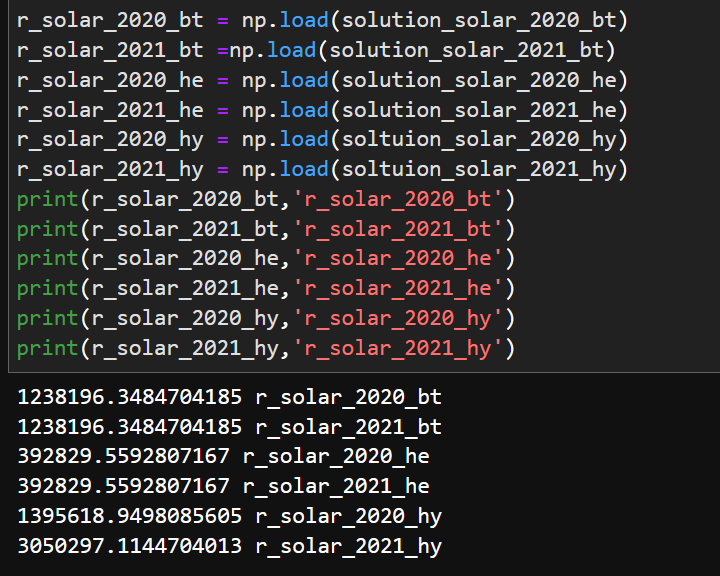 r_solar_2020_bt = np.load(solution_solar_2020_bt)
r_solar_2021_bt =np.load(solution_solar_2021_bt)
r_solar_2020_he = np.load(solution_solar_2020_he)
r_solar_2021_he = np.load(solution_solar_2021_he)
r_solar_2020_hy = np.load(soltuion_solar_2020_hy)
r_solar_2021_hy = np.load(soltuion_solar_2021_hy)
print(r_solar_2020_bt,'r_solar_2020_bt')
print(r_solar_2021_bt,'r_solar_2021_bt')
print(r_solar_2020_he,'r_solar_2020_he')
print(r_solar_2021_he,'r_solar_2021_he')
print(r_solar_2020_hy,'r_solar_2020_hy')
print(r_solar_2021_hy,'r_solar_2021_hy')
1238196.3484704185 r_solar_2020_bt
1238196.3484704185 r_solar_2021_bt
392829.5592807167 r_solar_2020_he
392829.5592807167 r_solar_2021_he
1395618.9498085605 r_solar_2020_hy
3050297.1144704013 r_solar_2021_hy